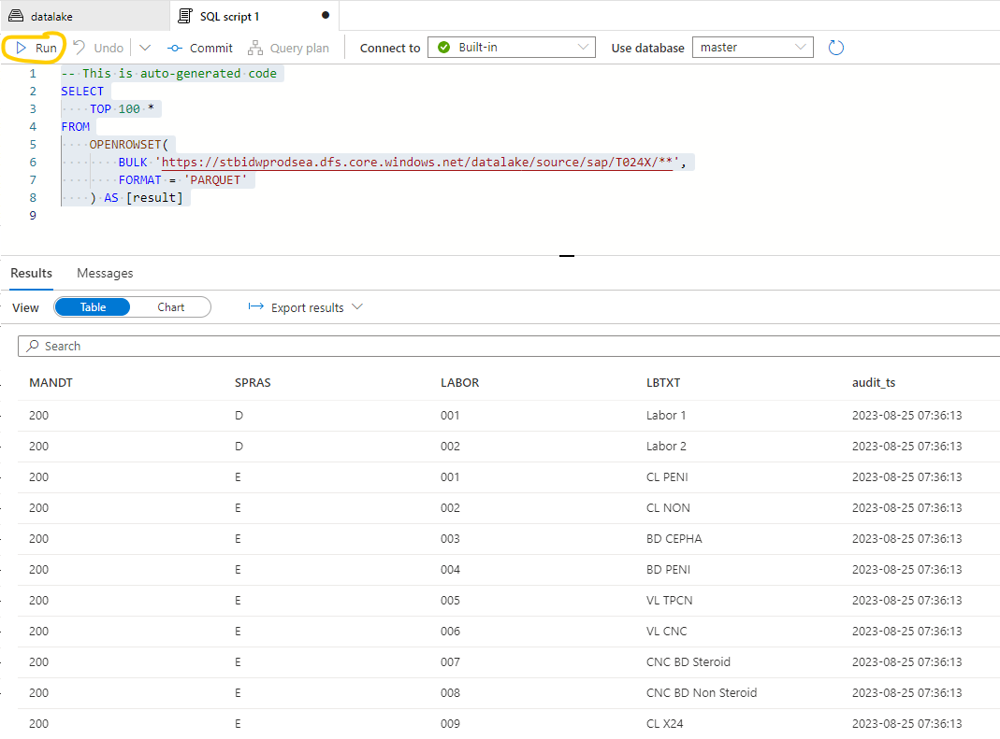 datalake SQL script 1
Run Undo Commit Query plan Connect to Built-in Use database master
1 -- This is auto-generated code
2 SELECT
3 TOP 100 *
4 FROM
5 OPENROWSET(
6 BULK 'https://stbidwprodsea.dfs.core.windows.net/datalake/source/sap/T024X/**',
7 FORMAT = 'PARQUET'
8 ) AS [result]
9
Results Messages
View Table Chart Export results
Search
MANDT SPRAS LABOR LBTXT audit_ts
200 D 001 Labor 1 2023-08-25 07:36:13
200 D 002 Labor 2 2023-08-25 07:36:13
200 E 001 CL PENI 2023-08-25 07:36:13
200 E 002 CL NON 2023-08-25 07:36:13
200 E 003 BD CEPHA 2023-08-25 07:36:13
200 E 004 BD PENI 2023-08-25 07:36:13
200 E 005 VL TPCN 2023-08-25 07:36:13
200 E 006 VL CNC 2023-08-25 07:36:13
200 E 007 CNC BD Steroid 2023-08-25 07:36:13
200 E 008 CNC BD Non Steroid 2023-08-25 07:36:13
200 E 009 CL X24 2023-08-25 07:36:13